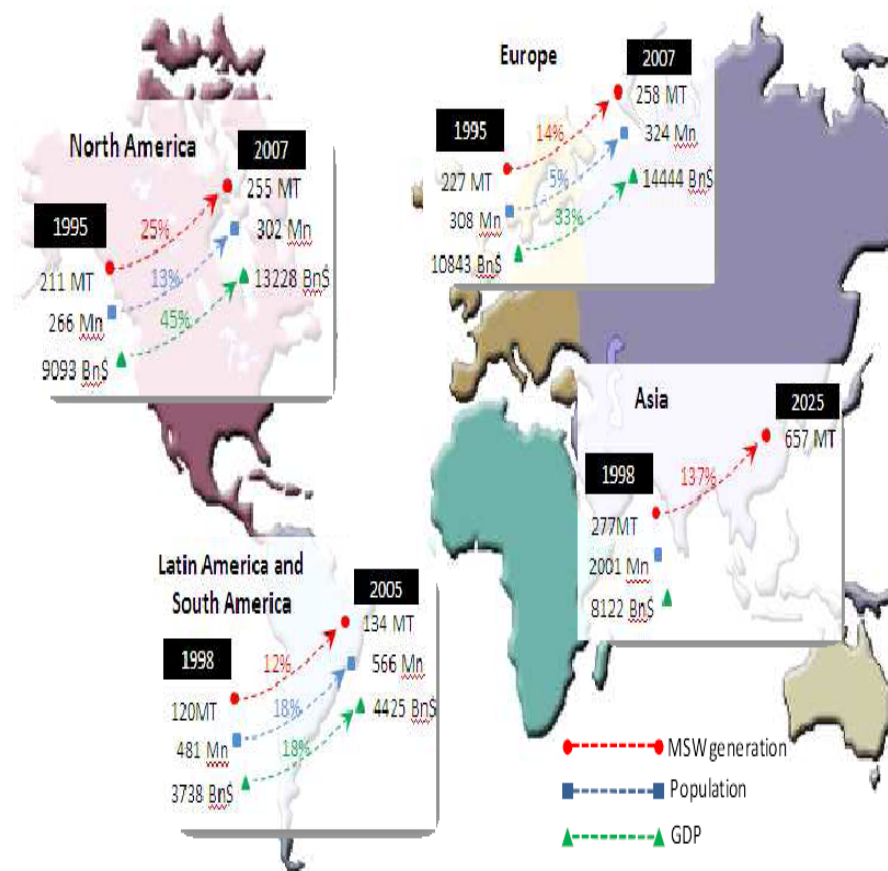 North America
2007
255 MT
302 Mn
13228 Bn$
1995
211 MT
266 Mn
9093 Bn$
25%
13%
45%
Europe
2007
258 MT
324 Mn
14444 Bn$
1995
227 MT
308 Mn
10843 Bn$
14%
5%
33%
Asia
2025
657 MT
1998
277MT
2001 Mn
8122 Bn$
137%
Latin America and
South America
2005
134 MT
566 Mn
4425 Bn$
1998
120MT
481 Mn
3738 Bn$
12%
18%
18%
MSW generation
Population
GDP